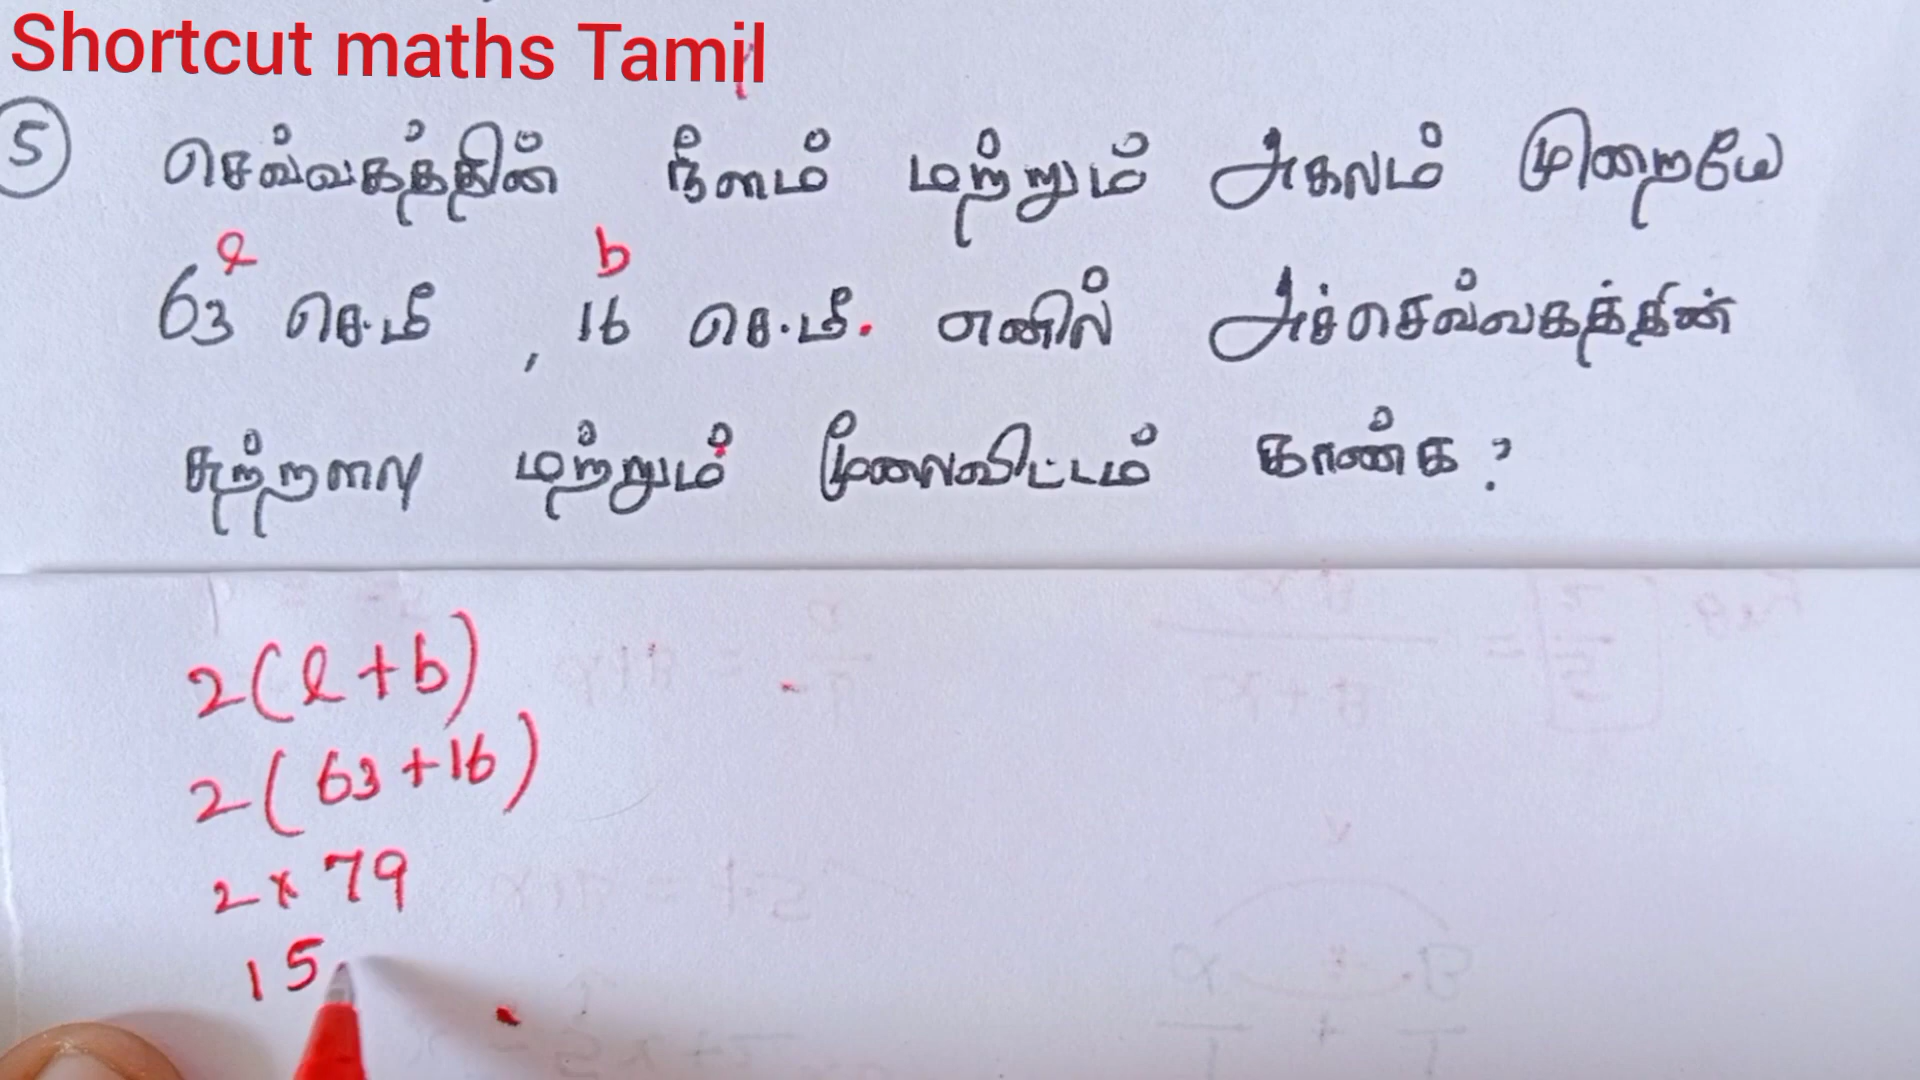 Shortcut maths Tamil
5 செவ்வகத்தின் நீளம் மற்றும் அகலம் முறையே
l b
63 செ.மீ , 16 செ.மீ. எனில் அச்செவ்வகத்தின்
சுற்றளவு மற்றும் மூலைவிட்டம் காண்க?
2(l+b)
2(63+16)
2×79
15